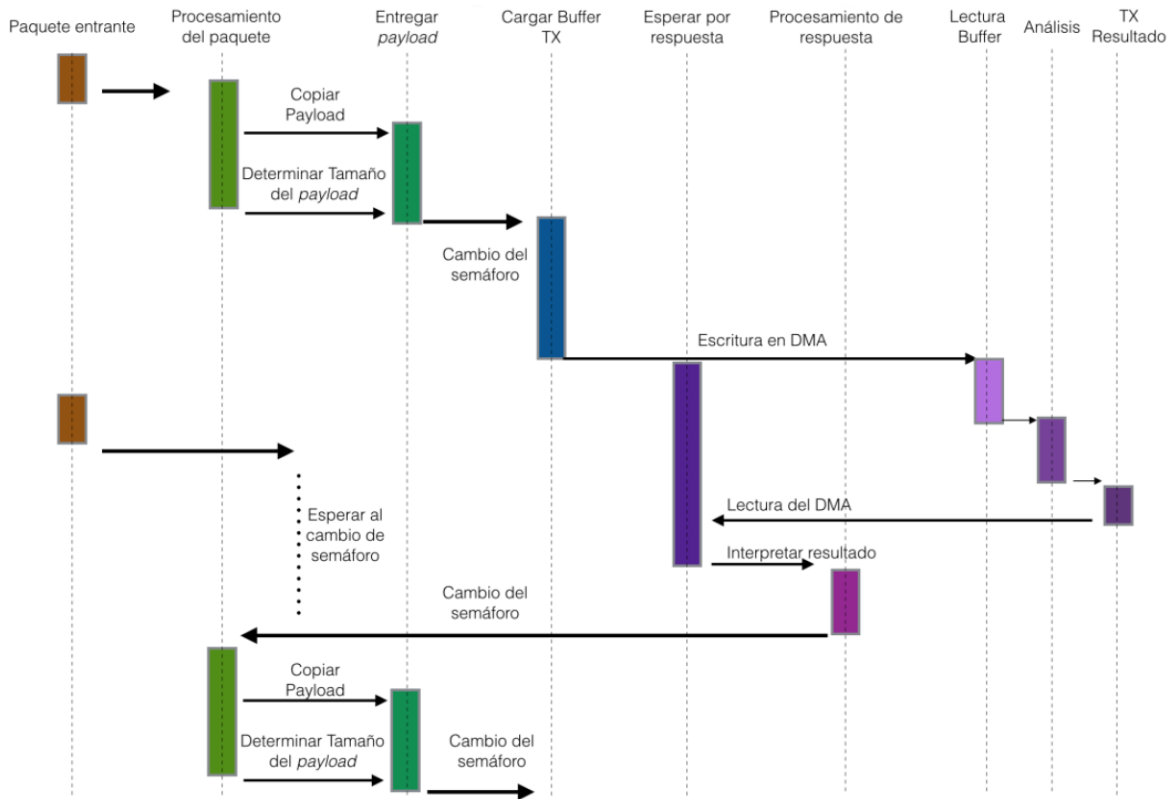 Paquete entrante
Procesamiento
del paquete
Entregar
payload
Cargar Buffer
TX
Esperar por
respuesta
Procesamiento de
respuesta
Lectura
Buffer
Análisis
TX
Resultado
Copiar
Payload
Determinar Tamaño
del payload
Cambio del
semáforo
Escritura en DMA
Lectura del DMA
Esperar al
cambio de
semáforo
Interpretar resultado
Cambio del
semáforo
Copiar
Payload
Determinar Tamaño
del payload
Cambio del
semáforo